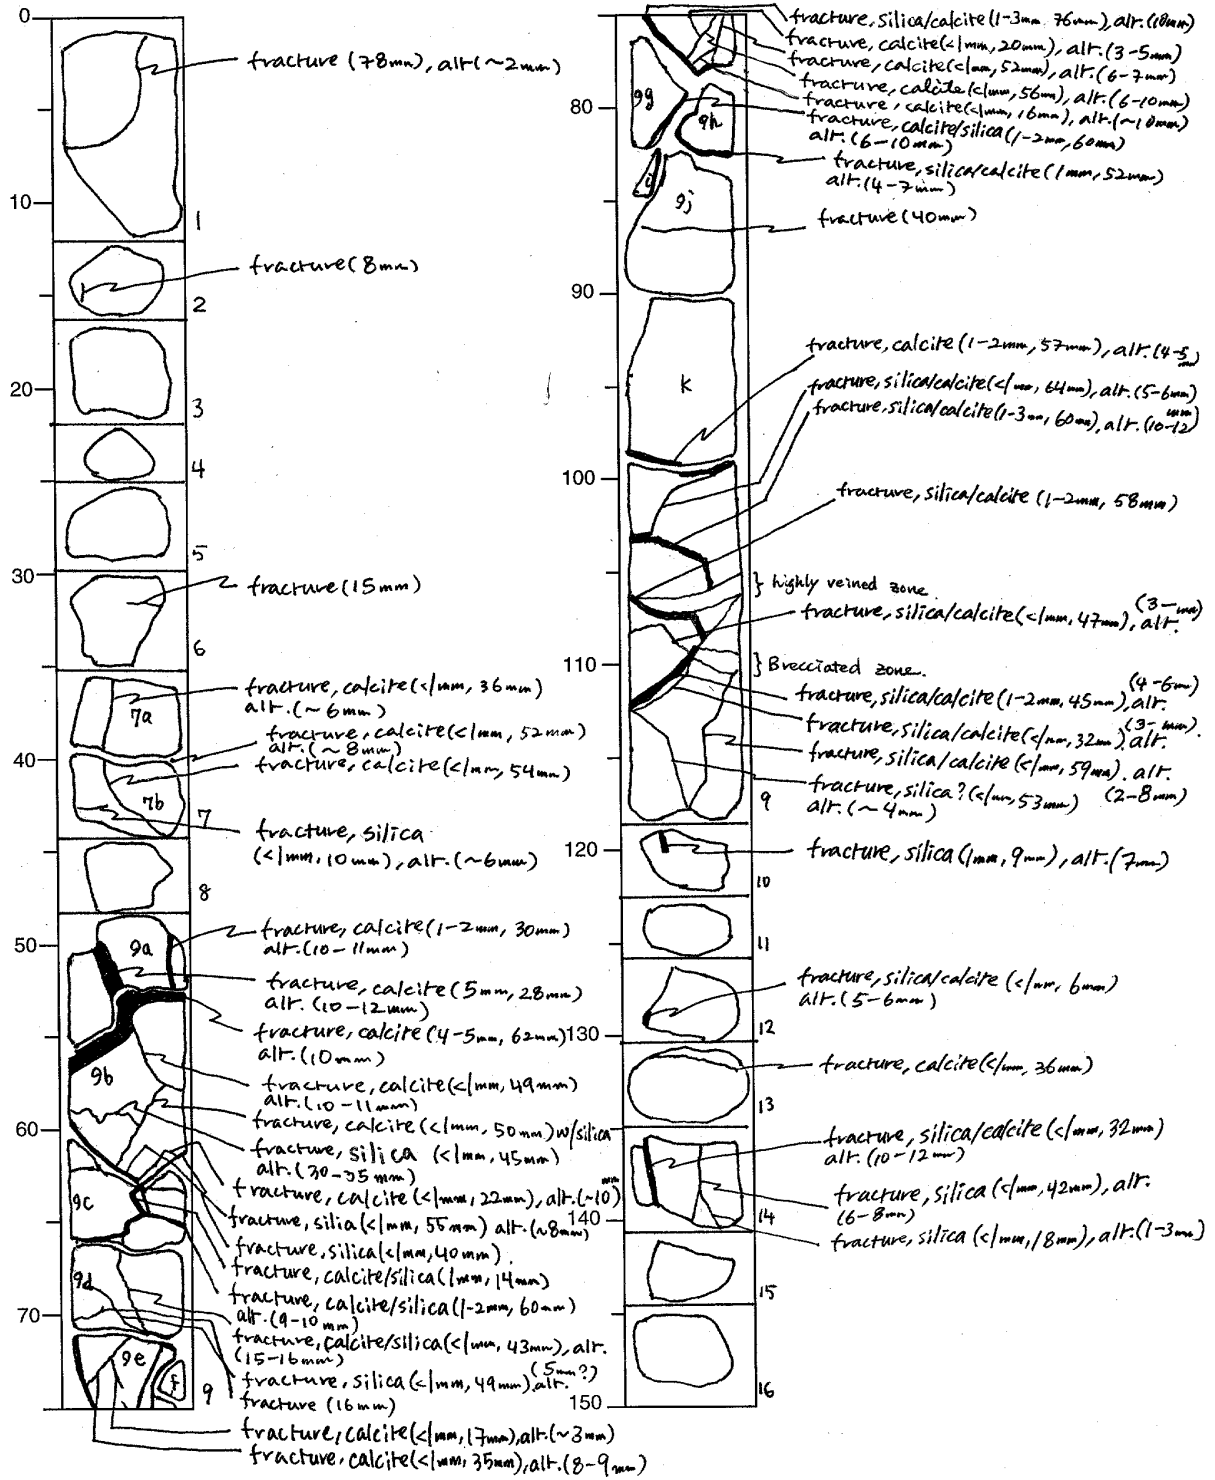 0
fracture (78mm), alt(~2mm)
10
1
fracture (8mm)
2
20
3
4
5
30
fracture (15mm)
6
fracture, calcite(<1mm, 36mm)
alt.(~6mm)
7a
fracture, calcite(<1mm, 52mm)
alt.(~8mm)
40
fracture, calcite(<1mm, 54mm)
7b
7
fracture, silica
(<1mm, 10mm), alt.(~6mm)
8
50
9a
fracture, calcite(1-2mm, 30mm)
alt.(10-11mm)
fracture, calcite(5mm, 28mm)
alt.(10-12mm)
fracture, calcite(4-5mm, 62mm)
alt.(10mm)
9b
fracture, calcite(<1mm, 49mm)
alt.(10-11mm)
fracture, calcite(<1mm, 50mm)w/silica
60
fracture, silica (<1mm, 45mm)
alt.(30-35mm)
fracture, calcite(<1mm, 22mm), alt.(~10mm)
9c
fracture, silia(<1mm, 55mm) alt.(~8mm)
fracture, silica(<1mm, 40mm)
fracture, calcite/silica(1mm, 14mm)
9d
fracture, calcite/silica(1-2mm, 60mm)
alt.(9-10mm)
70
fracture, calcite/silica(<1mm, 43mm), alt.
(15-16mm)
9e
f
9
fracture, silica(<1mm, 49mm), alt. (5mm?)
fracture (16mm)
fracture, calcite(<1mm, 17mm), alt.(~3mm)
fracture, calcite(<1mm, 35mm), alt.(8-9mm)
fracture, silica/calcite(1-3mm 76mm), alt.(10mm)
fracture, calcite(<1mm, 20mm), alt.(3-5mm)
fracture, calcite(<1mm, 52mm), alt.(6-7mm)
fracture, calcite(<1mm, 56mm), alt.(6-10mm)
fracture, calcite(<1mm, 16mm), alt.(~10mm)
9g
80
9h
fracture, calcite/silica(1-2mm, 60mm)
alt.(6-10mm)
fracture, silica/calcite(1mm, 52mm)
alt.(4-7mm)
i
9j
fracture(40mm)
90
fracture, calcite(1-2mm, 57mm), alt.(4-5mm)
k
fracture, silica/calcite(<1mm, 64mm), alt.(5-6mm)
fracture, silica/calcite(1-3mm, 60mm), alt.(10-12mm)
100
fracture, silica/calcite (1-2mm, 58mm)
} highly veined zone
fracture, silica/calcite(<1mm, 47mm), alt. (3-mm)
110
} Brecciated zone.
fracture, silica/calcite(1-2mm, 45mm), alt. (4-6mm)
fracture, silica/calcite(<1mm, 32mm), alt. (3-mm).
fracture, silica/calcite(<1mm, 59mm), alt.
(2-8mm)
fracture, silica?(<1mm, 53mm)
alt.(~4mm)
9
120
fracture, silica(1mm, 9mm), alt.(7mm)
10
11
fracture, silica/calcite (<1mm, 6mm)
alt.(5-6mm)
12
130
fracture, calcite(<1mm, 36mm)
13
fracture, silica/calcite(<1mm, 32mm)
alt.(10-12mm)
fracture, silica(<1mm, 42mm), alt.
(6-8mm)
14
140
fracture, silica(<1mm, 18mm), alt.(1-3mm)
15
16
150